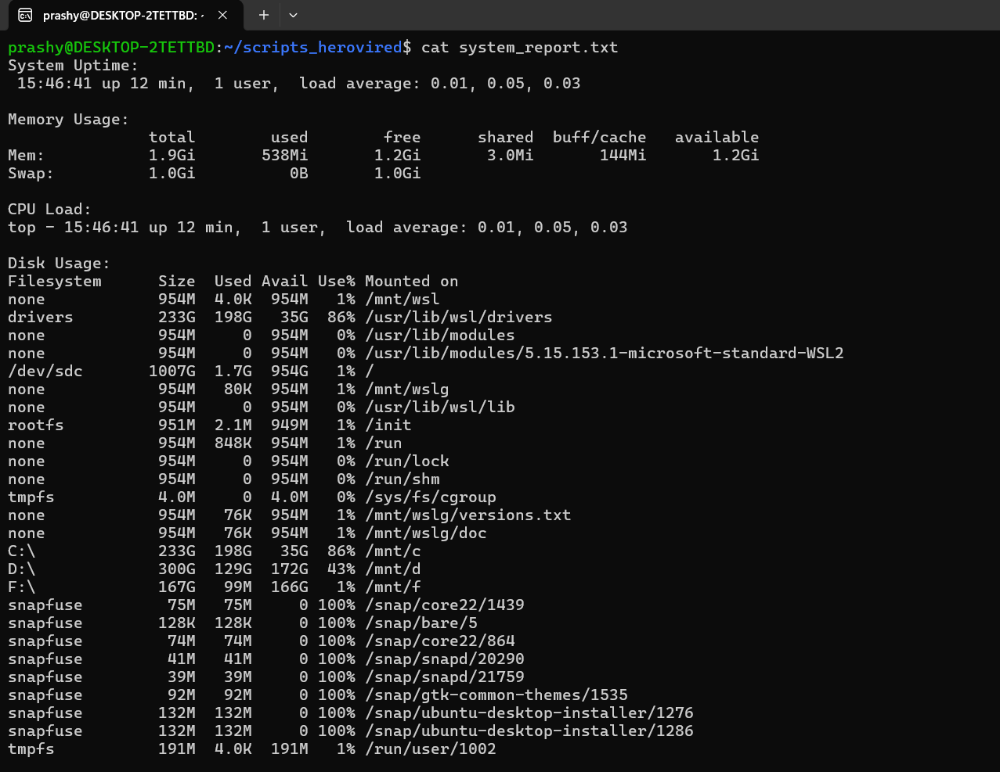 prashy@DESKTOP-2TETTBD: ~
prashy@DESKTOP-2TETTBD:~/scripts_herovired$ cat system_report.txt
System Uptime:
 15:46:41 up 12 min,  1 user,  load average: 0.01, 0.05, 0.03

Memory Usage:
               total        used        free      shared  buff/cache   available
Mem:           1.9Gi       538Mi       1.2Gi       3.0Mi       144Mi       1.2Gi
Swap:          1.0Gi          0B       1.0Gi

CPU Load:
top - 15:46:41 up 12 min,  1 user,  load average: 0.01, 0.05, 0.03

Disk Usage:
Filesystem      Size  Used Avail Use% Mounted on
none            954M  4.0K  954M   1% /mnt/wsl
drivers         233G  198G   35G  86% /usr/lib/wsl/drivers
none            954M     0  954M   0% /usr/lib/modules
none            954M     0  954M   0% /usr/lib/modules/5.15.153.1-microsoft-standard-WSL2
/dev/sdc       1007G  1.7G  954G   1% /
none            954M   80K  954M   1% /mnt/wslg
none            954M     0  954M   0% /usr/lib/wsl/lib
rootfs          951M  2.1M  949M   1% /init
none            954M  848K  954M   1% /run
none            954M     0  954M   0% /run/lock
none            954M     0  954M   0% /run/shm
tmpfs           4.0M     0  4.0M   0% /sys/fs/cgroup
none            954M   76K  954M   1% /mnt/wslg/versions.txt
none            954M   76K  954M   1% /mnt/wslg/doc
C:\             233G  198G   35G  86% /mnt/c
D:\             300G  129G  172G  43% /mnt/d
F:\             167G   99M  166G   1% /mnt/f
snapfuse         75M   75M     0 100% /snap/core22/1439
snapfuse        128K  128K     0 100% /snap/bare/5
snapfuse         74M   74M     0 100% /snap/core22/864
snapfuse         41M   41M     0 100% /snap/snapd/20290
snapfuse         39M   39M     0 100% /snap/snapd/21759
snapfuse         92M   92M     0 100% /snap/gtk-common-themes/1535
snapfuse        132M  132M     0 100% /snap/ubuntu-desktop-installer/1276
snapfuse        132M  132M     0 100% /snap/ubuntu-desktop-installer/1286
tmpfs           191M  4.0K  191M   1% /run/user/1002